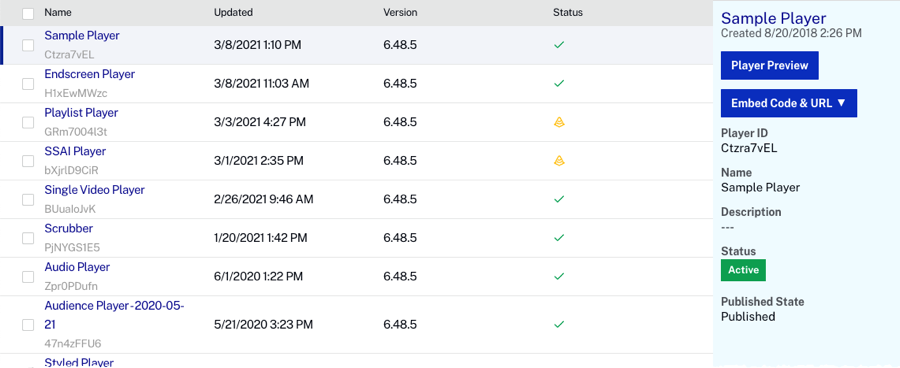 Name Updated Version Status
Sample Player
Ctzra7vEL
3/8/2021 1:10 PM 6.48.5
Endscreen Player
H1xEwMWzc
3/8/2021 11:03 AM 6.48.5
Playlist Player
GRm7004l3t
3/3/2021 4:27 PM 6.48.5
SSAI Player
bXjrlD9CiR
3/1/2021 2:35 PM 6.48.5
Single Video Player
BUuaIoJvK
2/26/2021 9:46 AM 6.48.5
Scrubber
PjNYGS1E5
1/20/2021 1:42 PM 6.48.5
Audio Player
Zpr0PDufn
6/1/2020 1:22 PM 6.48.5
Audience Player - 2020-05-
21
47n4zFFU6
5/21/2020 3:23 PM 6.48.5
Styled Player
Sample Player
Created 8/20/2018 2:26 PM
Player Preview
Embed Code & URL ▼
Player ID
Ctzra7vEL
Name
Sample Player
Description
---
Status
Active
Published State
Published